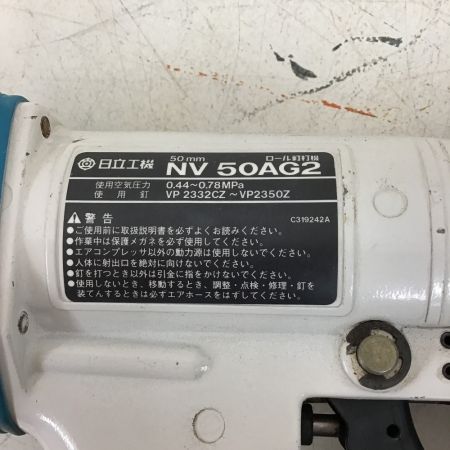 日立工機
50mm
NV 50AG2
ロール釘打機
使用空気圧力 0.44~0.78MPa
使用釘 VP 2332CZ ~ VP2350Z
警告 C319242A
●ご使用前に取扱説明書を必ずよくお読みください。
●作業中は保護メガネを必ず使用してください。
●エアコンプレッサ以外の動力源は使用しないでください。
●人体に射出口を絶対に向けないでください。
●釘を打つとき以外は引金に指をかけないでください。
●使用しないとき、移動するとき、調整・点検・修理・釘を
装てんするときは必ずエアホースをはずしてください。